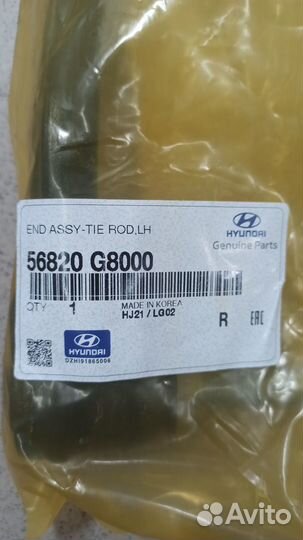 END ASSY-TIE ROD,LH
HYUNDAI
Genuine Parts
56820 G8000
QTY 1
MADE IN KOREA
HJ21 / LG02
R EAC
HYUNDAI
DZHI91865006
Avito